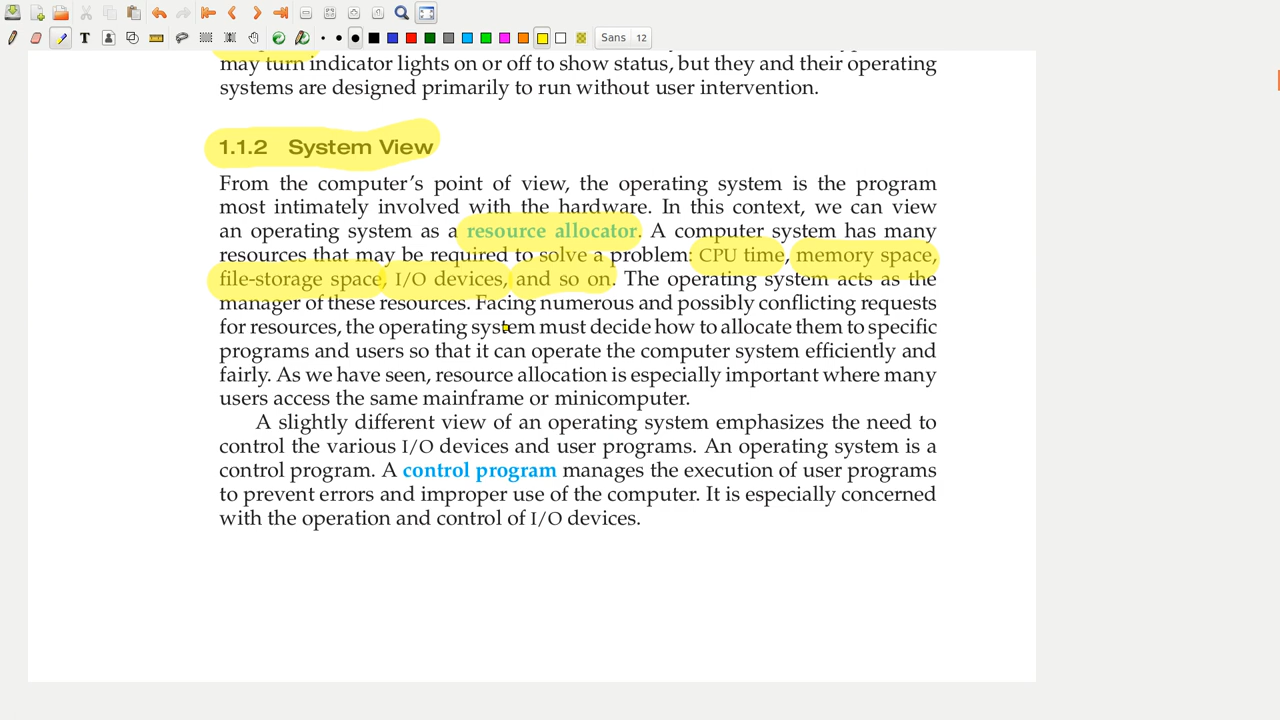 Sans 12
may turn indicator lights on or off to show status, but they and their operating
systems are designed primarily to run without user intervention.
1.1.2 System View
From the computer's point of view, the operating system is the program
most intimately involved with the hardware. In this context, we can view
an operating system as a resource allocator. A computer system has many
resources that may be required to solve a problem: CPU time, memory space,
file-storage space, I/O devices, and so on. The operating system acts as the
manager of these resources. Facing numerous and possibly conflicting requests
for resources, the operating system must decide how to allocate them to specific
programs and users so that it can operate the computer system efficiently and
fairly. As we have seen, resource allocation is especially important where many
users access the same mainframe or minicomputer.
A slightly different view of an operating system emphasizes the need to
control the various I/O devices and user programs. An operating system is a
control program. A control program manages the execution of user programs
to prevent errors and improper use of the computer. It is especially concerned
with the operation and control of I/O devices.